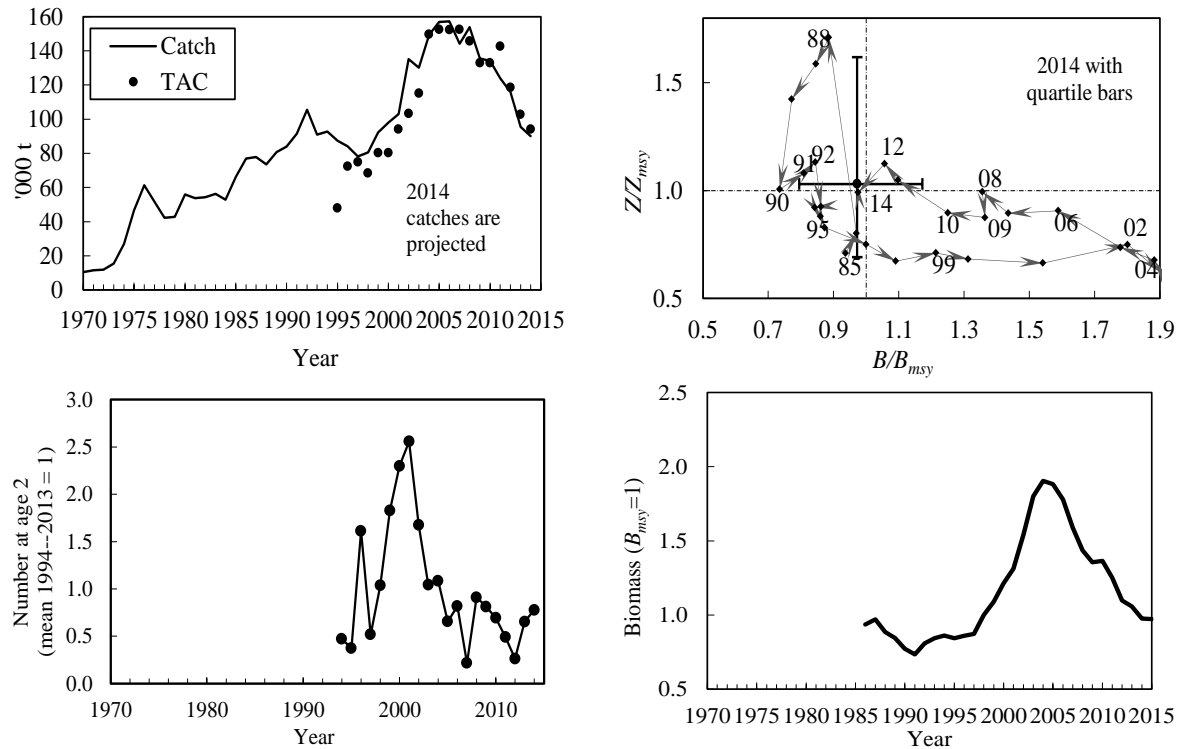 160
140
120
100
80
60
40
20
0
'000 t
Catch
TAC
2014
catches are
projected
1970 1975 1980 1985 1990 1995 2000 2005 2010 2015
Year
1.5
1.0
0.5
Z/Zmsy
88
2014 with
quartile bars
92
91
12
08
90
14
10
06
95
09
02
85
99
04
0.5 0.7 0.9 1.1 1.3 1.5 1.7 1.9
B/Bmsy
3.0
2.5
2.0
1.5
1.0
0.5
0.0
Number at age 2
(mean 1994--2013 = 1)
1970 1980 1990 2000 2010
Year
2.5
2.0
1.5
1.0
0.5
Biomass (Bmsy=1)
1970 1975 1980 1985 1990 1995 2000 2005 2010 2015
Year